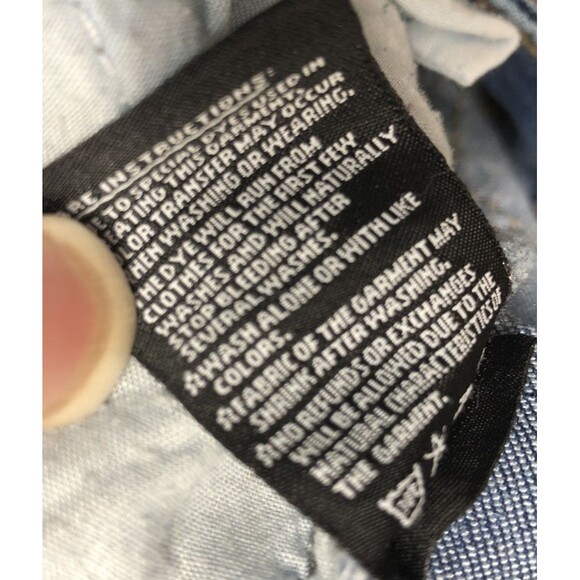 RE INSTRUCTIONS:
E TO SPECIAL DYE USED IN
EATING THIS GARMENT,
OR TRANSFER MAY OCCUR
HEN WASHING OR WEARING.
HE DYE WILL RUN FROM
CLOTHES FOR THE FIRST FEW
WASHES AND WILL NATURALLY
STOP BLEEDING AFTER
SEVERAL WASHES.
☆WASH ALONE OR WITH LIKE
COLORS.
☆FABRIC OF THE GARMENT MAY
SHRINK AFTER WASHING.
☆NO REFUNDS OR EXCHANGES
WILL BE ALLOWED DUE TO THE
NATURAL CHARACTERISTICS OF
THE GARMENT.